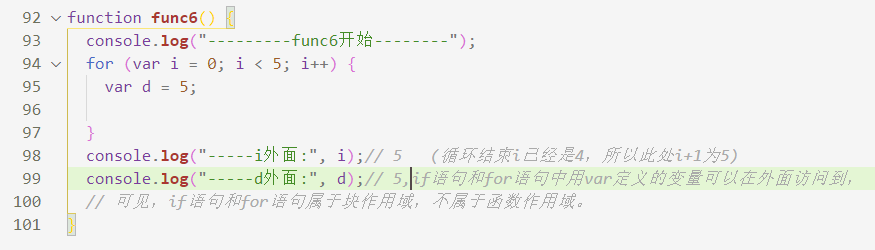 92 function func6() {
93 console.log("---------func6开始--------");
94 for (var i = 0; i < 5; i++) {
95 var d = 5;
96
97 }
98 console.log("-----i外面:", i);// 5 (循环结束i已经是4，所以此处i+1为5)
99 console.log("-----d外面:", d);// 5,if语句和for语句中用var定义的变量可以在外面访问到，
100 // 可见，if语句和for语句属于块作用域，不属于函数作用域。
101 }